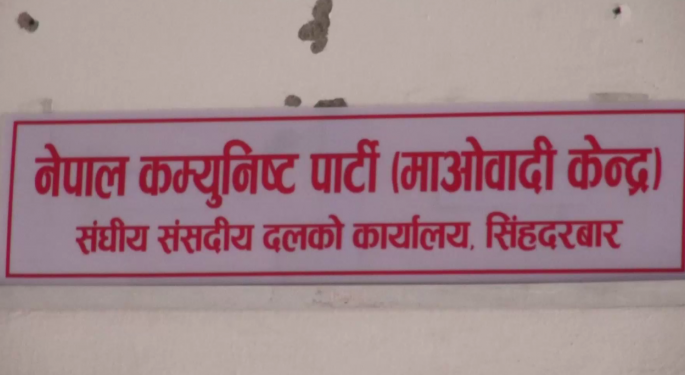 नेपाल कम्युनिष्ट पार्टी (माओवादी केन्द्र)
संघीय संसदीय दलको कार्यालय, सिंहदरबार